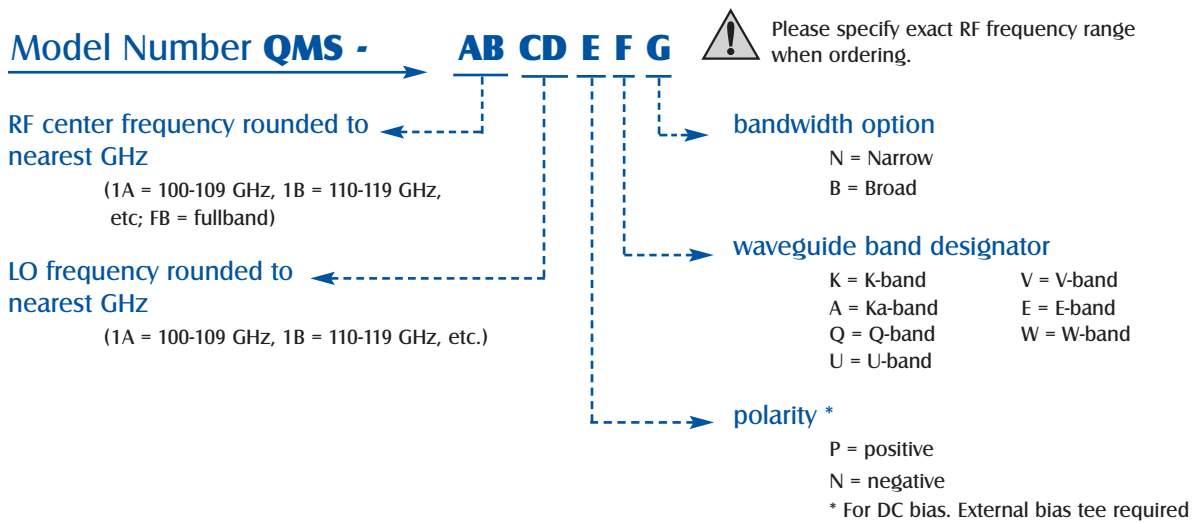 Model Number QMS - AB CD E F G
Please specify exact RF frequency range
when ordering.
RF center frequency rounded to
nearest GHz
(1A = 100-109 GHz, 1B = 110-119 GHz,
etc; FB = fullband)
LO frequency rounded to
nearest GHz
(1A = 100-109 GHz, 1B = 110-119 GHz, etc.)
bandwidth option
N = Narrow
B = Broad
waveguide band designator
K = K-band V = V-band
A = Ka-band E = E-band
Q = Q-band W = W-band
U = U-band
polarity *
P = positive
N = negative
* For DC bias. External bias tee required